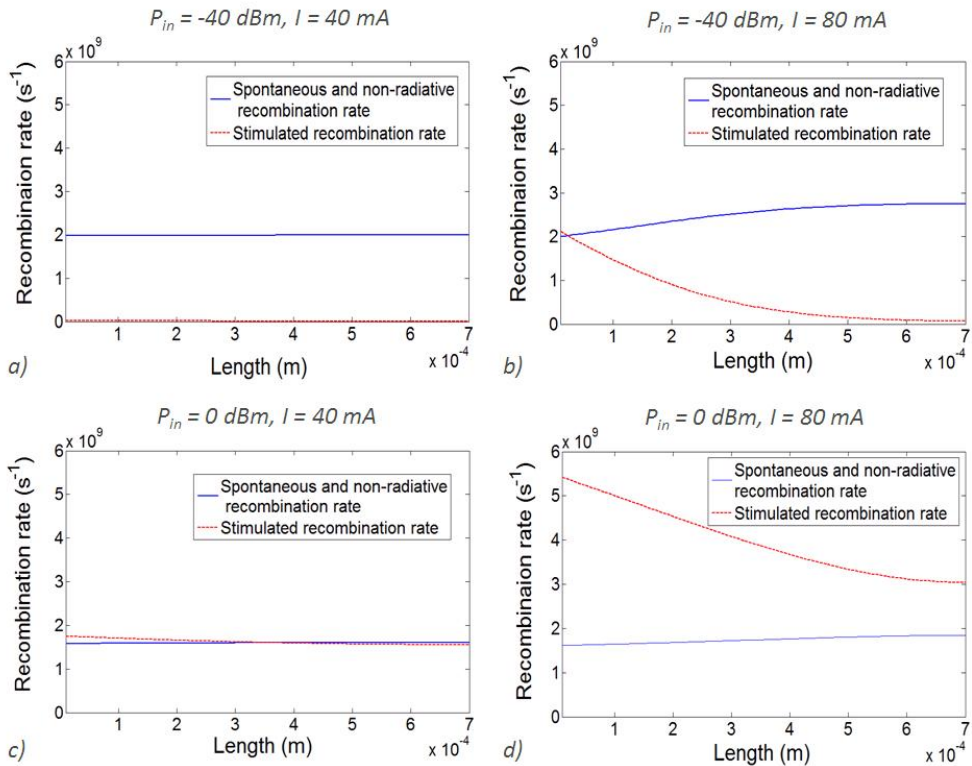 P_in = -40 dBm, I = 40 mA
x 10^9
6
5
4
3
2
1
0
Recombination rate (s^-1)
Spontaneous and non-radiative
recombination rate
Stimulated recombination rate
1 2 3 4 5 6 7
x 10^-4
Length (m)
a)
P_in = -40 dBm, I = 80 mA
x 10^9
6
5
4
3
2
1
0
Recombinaion rate (s^-1)
Spontaneous and non-radiative
recombination rate
Stimulated recombination rate
1 2 3 4 5 6 7
x 10^-4
Length (m)
b)
P_in = 0 dBm, I = 40 mA
x 10^9
6
5
4
3
2
1
0
Recombination rate (s^-1)
Spontaneous and non-radiative
recombination rate
Stimulated recombination rate
1 2 3 4 5 6 7
x 10^-4
Length (m)
c)
P_in = 0 dBm, I = 80 mA
x 10^9
6
5
4
3
2
1
0
Recombinaion rate (s^-1)
Spontaneous and non-radiative
recombination rate
Stimulated recombination rate
1 2 3 4 5 6 7
x 10^-4
Length (m)
d)